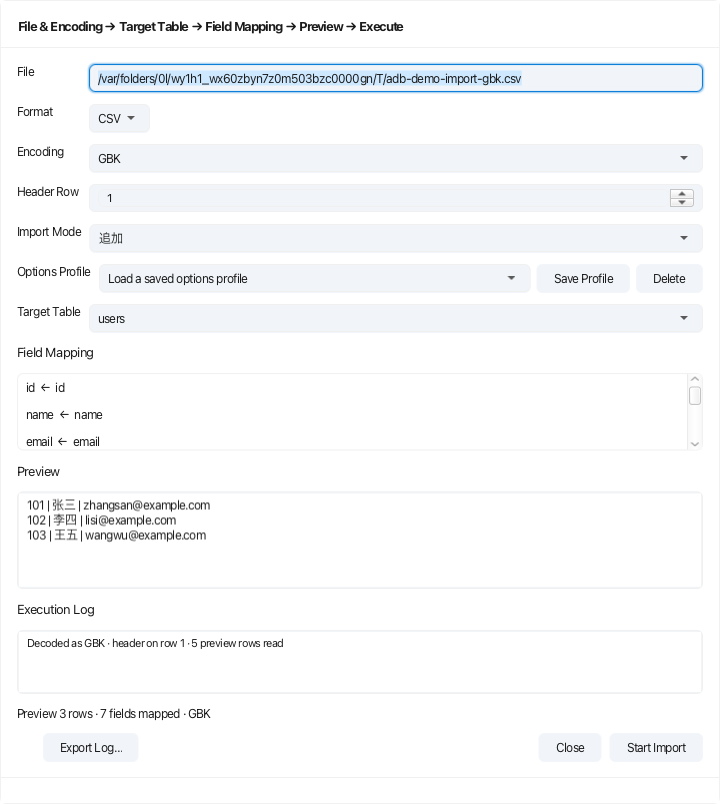 File & Encoding → Target Table → Field Mapping → Preview → Execute
File
/var/folders/0l/wy1h1_wx60zbyn7z0m503bzc0000gn/T/adb-demo-import-gbk.csv
Format
CSV
Encoding
GBK
Header Row
1
Import Mode
追加
Options Profile
Load a saved options profile
Save Profile
Delete
Target Table
users
Field Mapping
id ← id
name ← name
email ← email
Preview
101 | 张三 | zhangsan@example.com
102 | 李四 | lisi@example.com
103 | 王五 | wangwu@example.com
Execution Log
Decoded as GBK · header on row 1 · 5 preview rows read
Preview 3 rows · 7 fields mapped · GBK
Export Log...
Close
Start Import